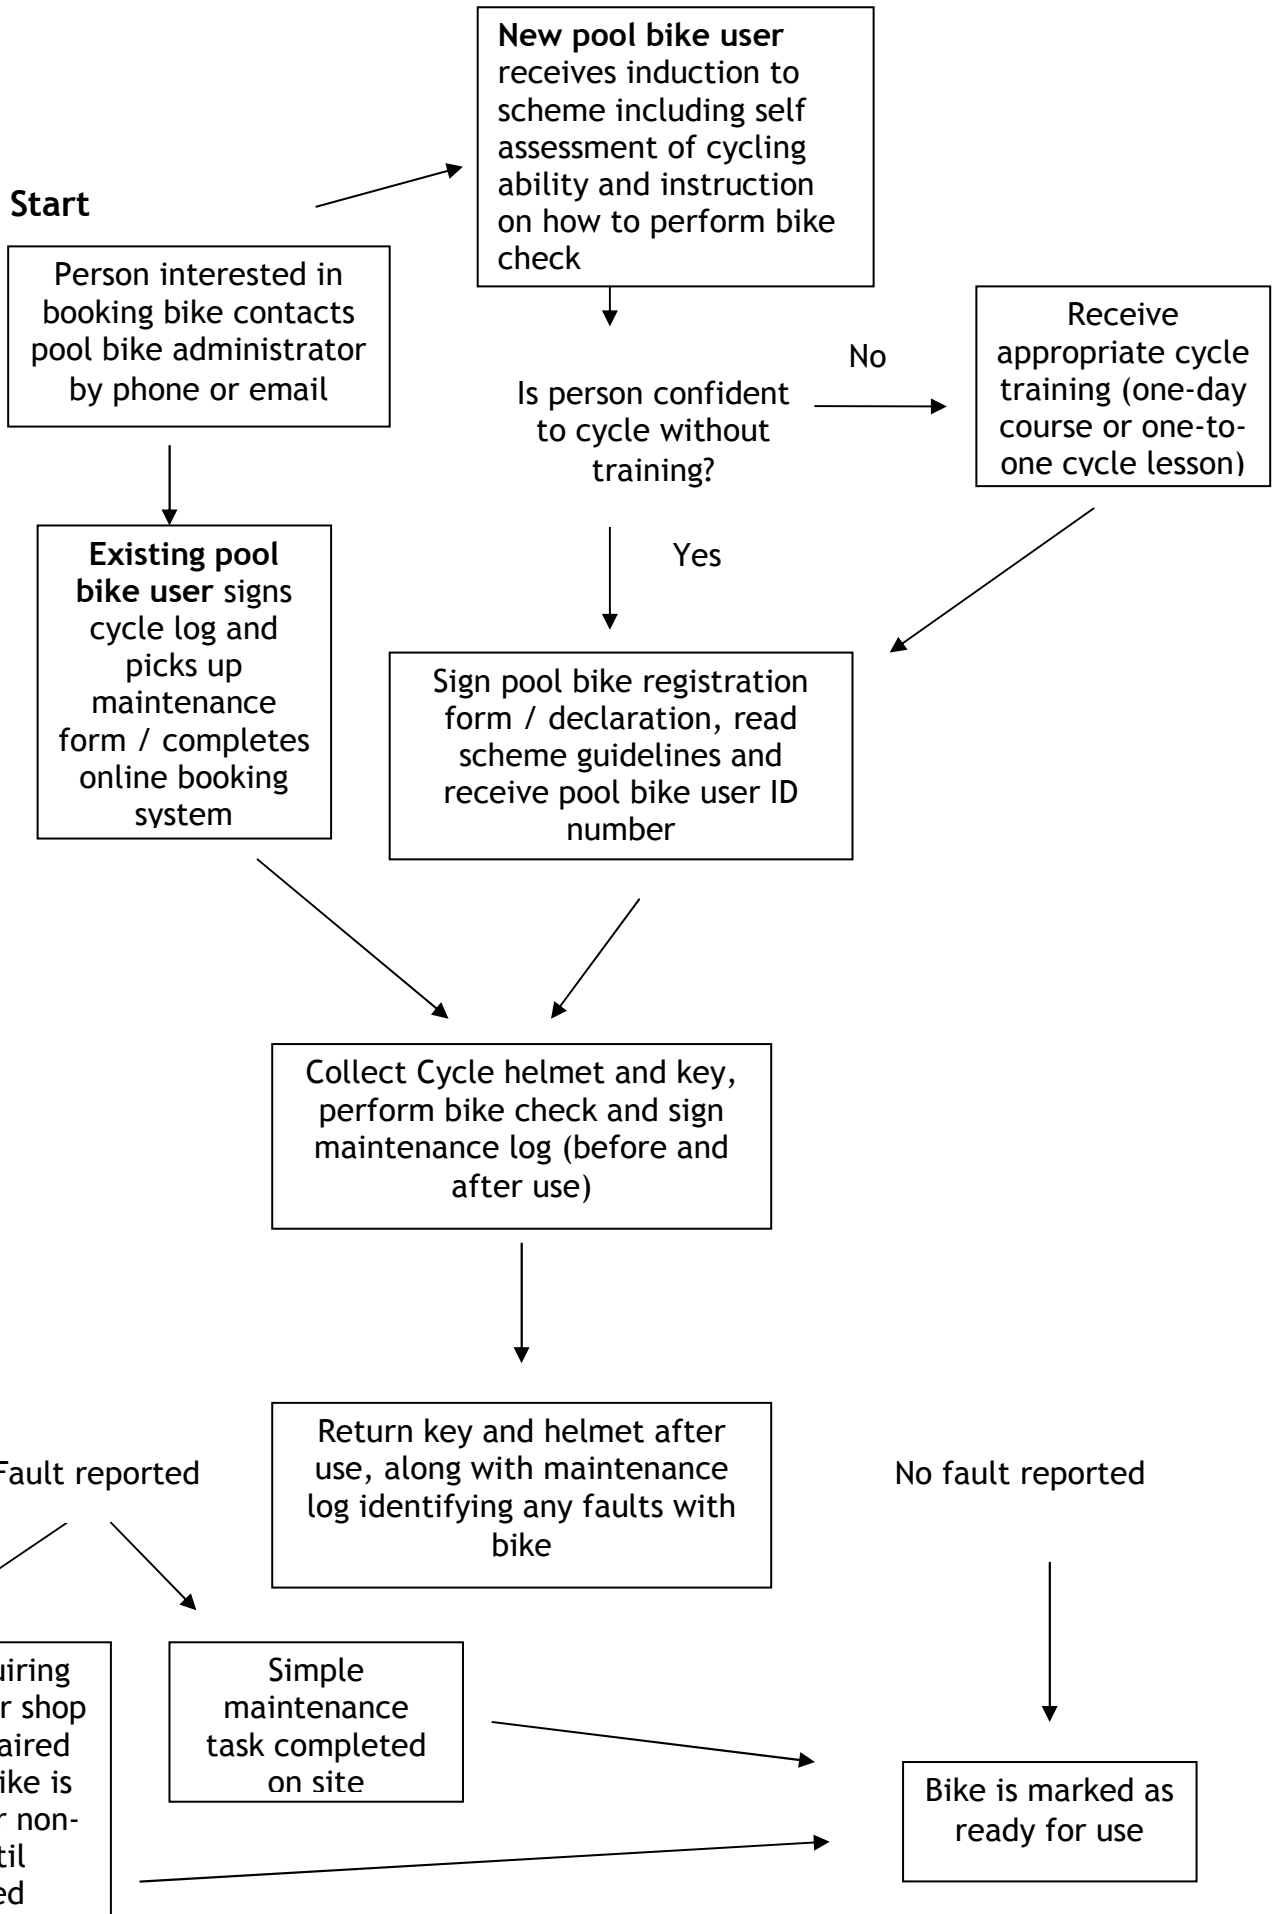 New pool bike user
receives induction to
scheme including self
assessment of cycling
ability and instruction
on how to perform bike
check
Start
Person interested in
booking bike contacts
pool bike administrator
by phone or email
No
Receive
appropriate cycle
training (one-day
course or one-to-
one cycle lesson)
Is person confident
to cycle without
training?
Yes
Existing pool
bike user signs
cycle log and
picks up
maintenance
form / completes
online booking
system
Sign pool bike registration
form / declaration, read
scheme guidelines and
receive pool bike user ID
number
Collect Cycle helmet and key,
perform bike check and sign
maintenance log (before and
after use)
Return key and helmet after
use, along with maintenance
log identifying any faults with
bike
Fault reported
No fault reported
shop
is
non-
Simple
maintenance
task completed
on site
Bike is marked as
ready for use